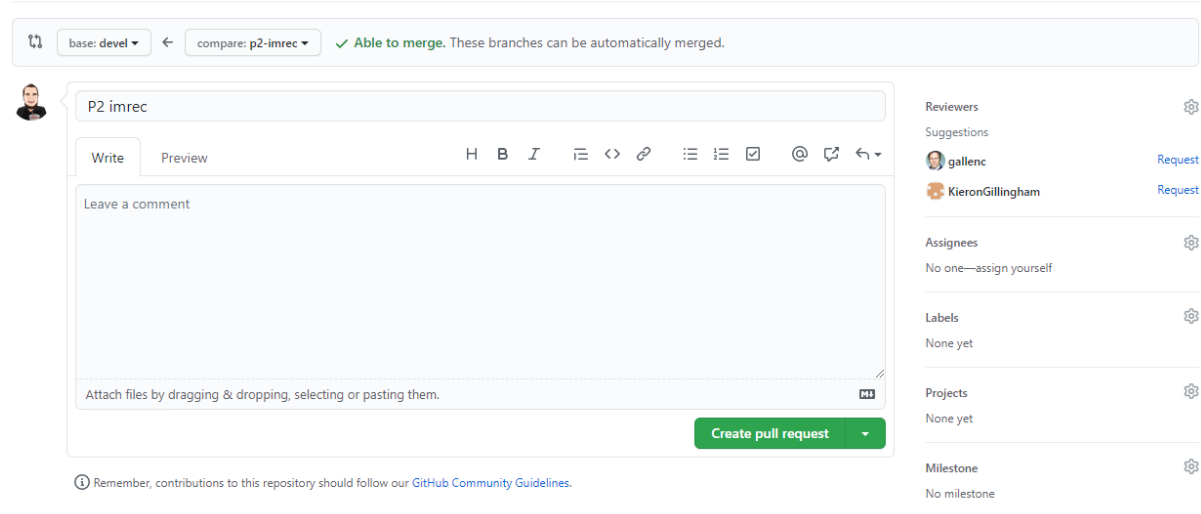 base: devel compare: p2-imrec Able to merge. These branches can be automatically merged.
P2 imrec
Write Preview H B I
Leave a comment
Attach files by dragging & dropping, selecting or pasting them.
Create pull request
Remember, contributions to this repository should follow our GitHub Community Guidelines.
Reviewers
Suggestions
gallenc Request
KieronGillingham Request
Assignees
No one—assign yourself
Labels
None yet
Projects
None yet
Milestone
No milestone